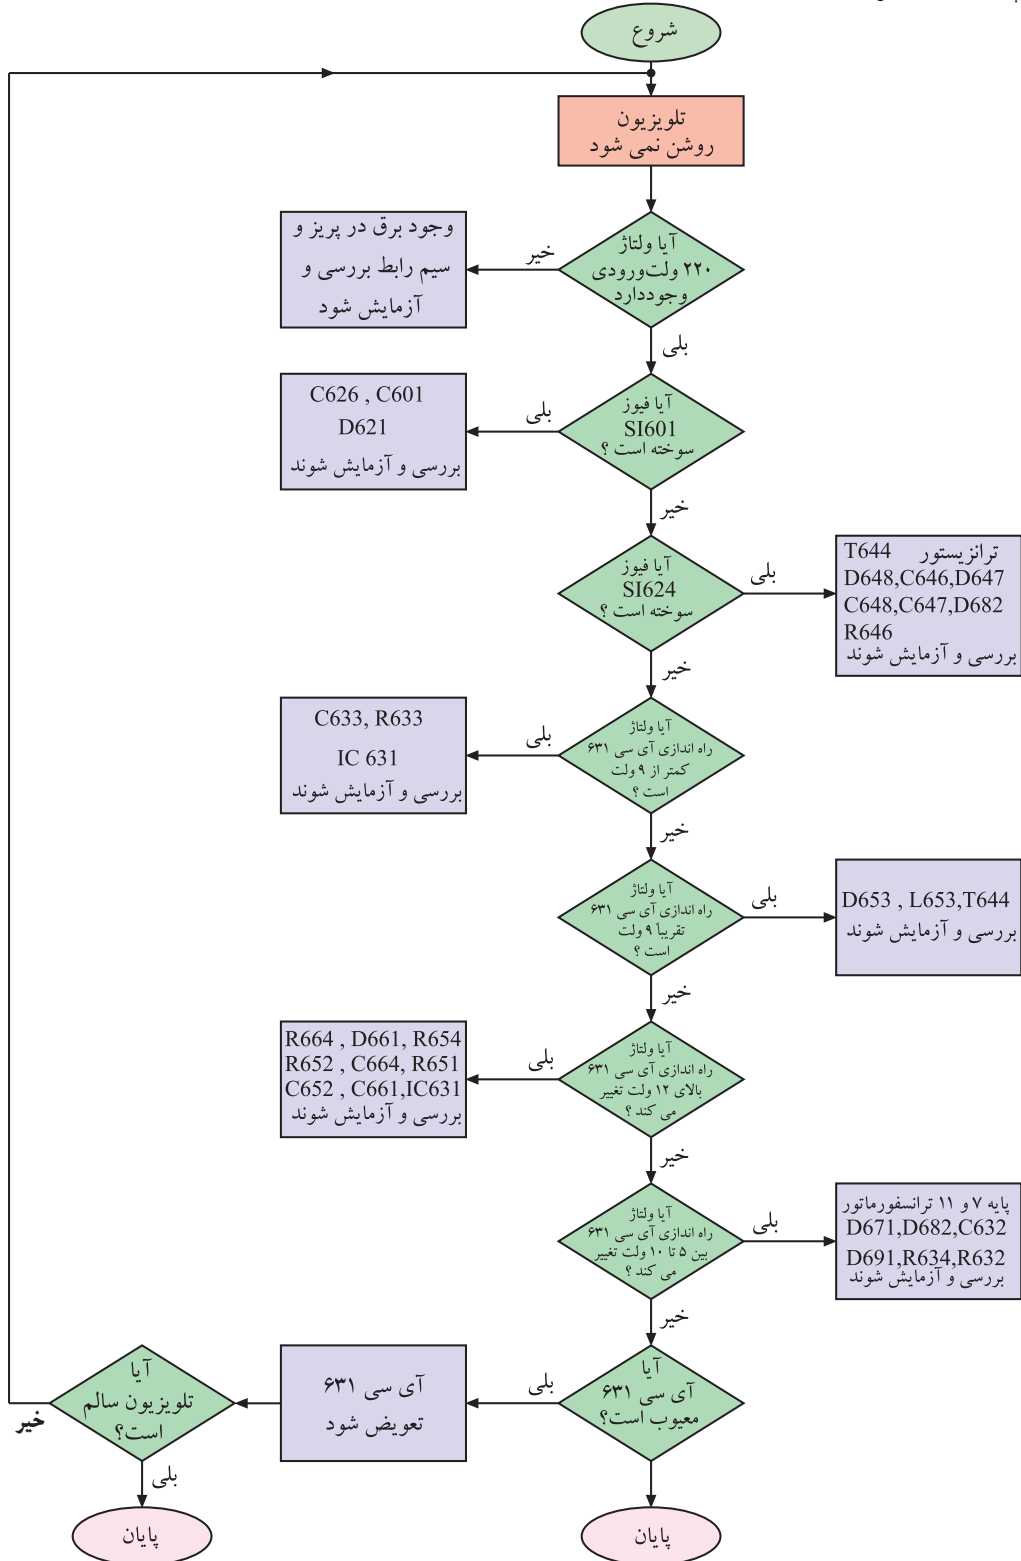 شروع
تلویزیون
روشن نمی شود
آیا ولتاژ
۲۲۰ ولت‌ورودی
وجوددارد
خیر
وجود برق در پریز و
سیم رابط بررسی و
آزمایش شود
بلی
آیا فیوز
SI601
سوخته است ؟
بلی
C626 , C601
D621
بررسی و آزمایش شوند
خیر
آیا فیوز
SI624
سوخته است ؟
بلی
ترانزیستور T644
D648,C646,D647
C648,C647,D682
R646
بررسی و آزمایش شوند
خیر
آیا ولتاژ
راه اندازی آی سی ۶۳۱
کمتر از ۹ ولت
است ؟
بلی
C633, R633
IC 631
بررسی و آزمایش شوند
خیر
آیا ولتاژ
راه اندازی آی سی ۶۳۱
تقریباً ۹ ولت
است ؟
بلی
D653 , L653,T644
بررسی و آزمایش شوند
خیر
آیا ولتاژ
راه اندازی آی سی ۶۳۱
بالای ۱۲ ولت تغییر
می کند ؟
بلی
R664 , D661, R654
R652 , C664, R651
C652 , C661,IC631
بررسی و آزمایش شوند
خیر
آیا ولتاژ
راه اندازی آی سی ۶۳۱
بین ۵ تا ۱۰ ولت تغییر
می کند ؟
بلی
پایه ۷ و ۱۱ ترانسفورماتور
D671,D682,C632
D691,R634,R632
بررسی و آزمایش شوند
خیر
آیا
آی سی ۶۳۱
معیوب است؟
بلی
آی سی ۶۳۱
تعویض شود
آیا
تلویزیون سالم
است؟
خیر
بلی
پایان
پایان